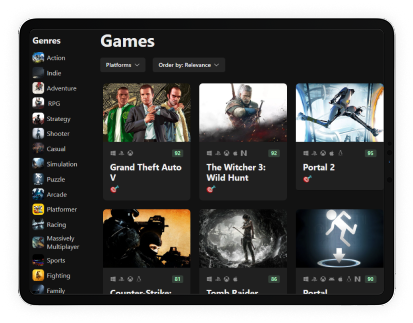 Genres
Action
Indie
Adventure
RPG
Strategy
Shooter
Casual
Simulation
Puzzle
Arcade
Platformer
Racing
Massively
Multiplayer
Sports
Fighting
Family
Games
Platforms
Order by: Relevance
92
Grand Theft Auto
V
92
The Witcher 3:
Wild Hunt
95
Portal 2
81
Counter-Strike:
86
Tomb Raider
90
Portal